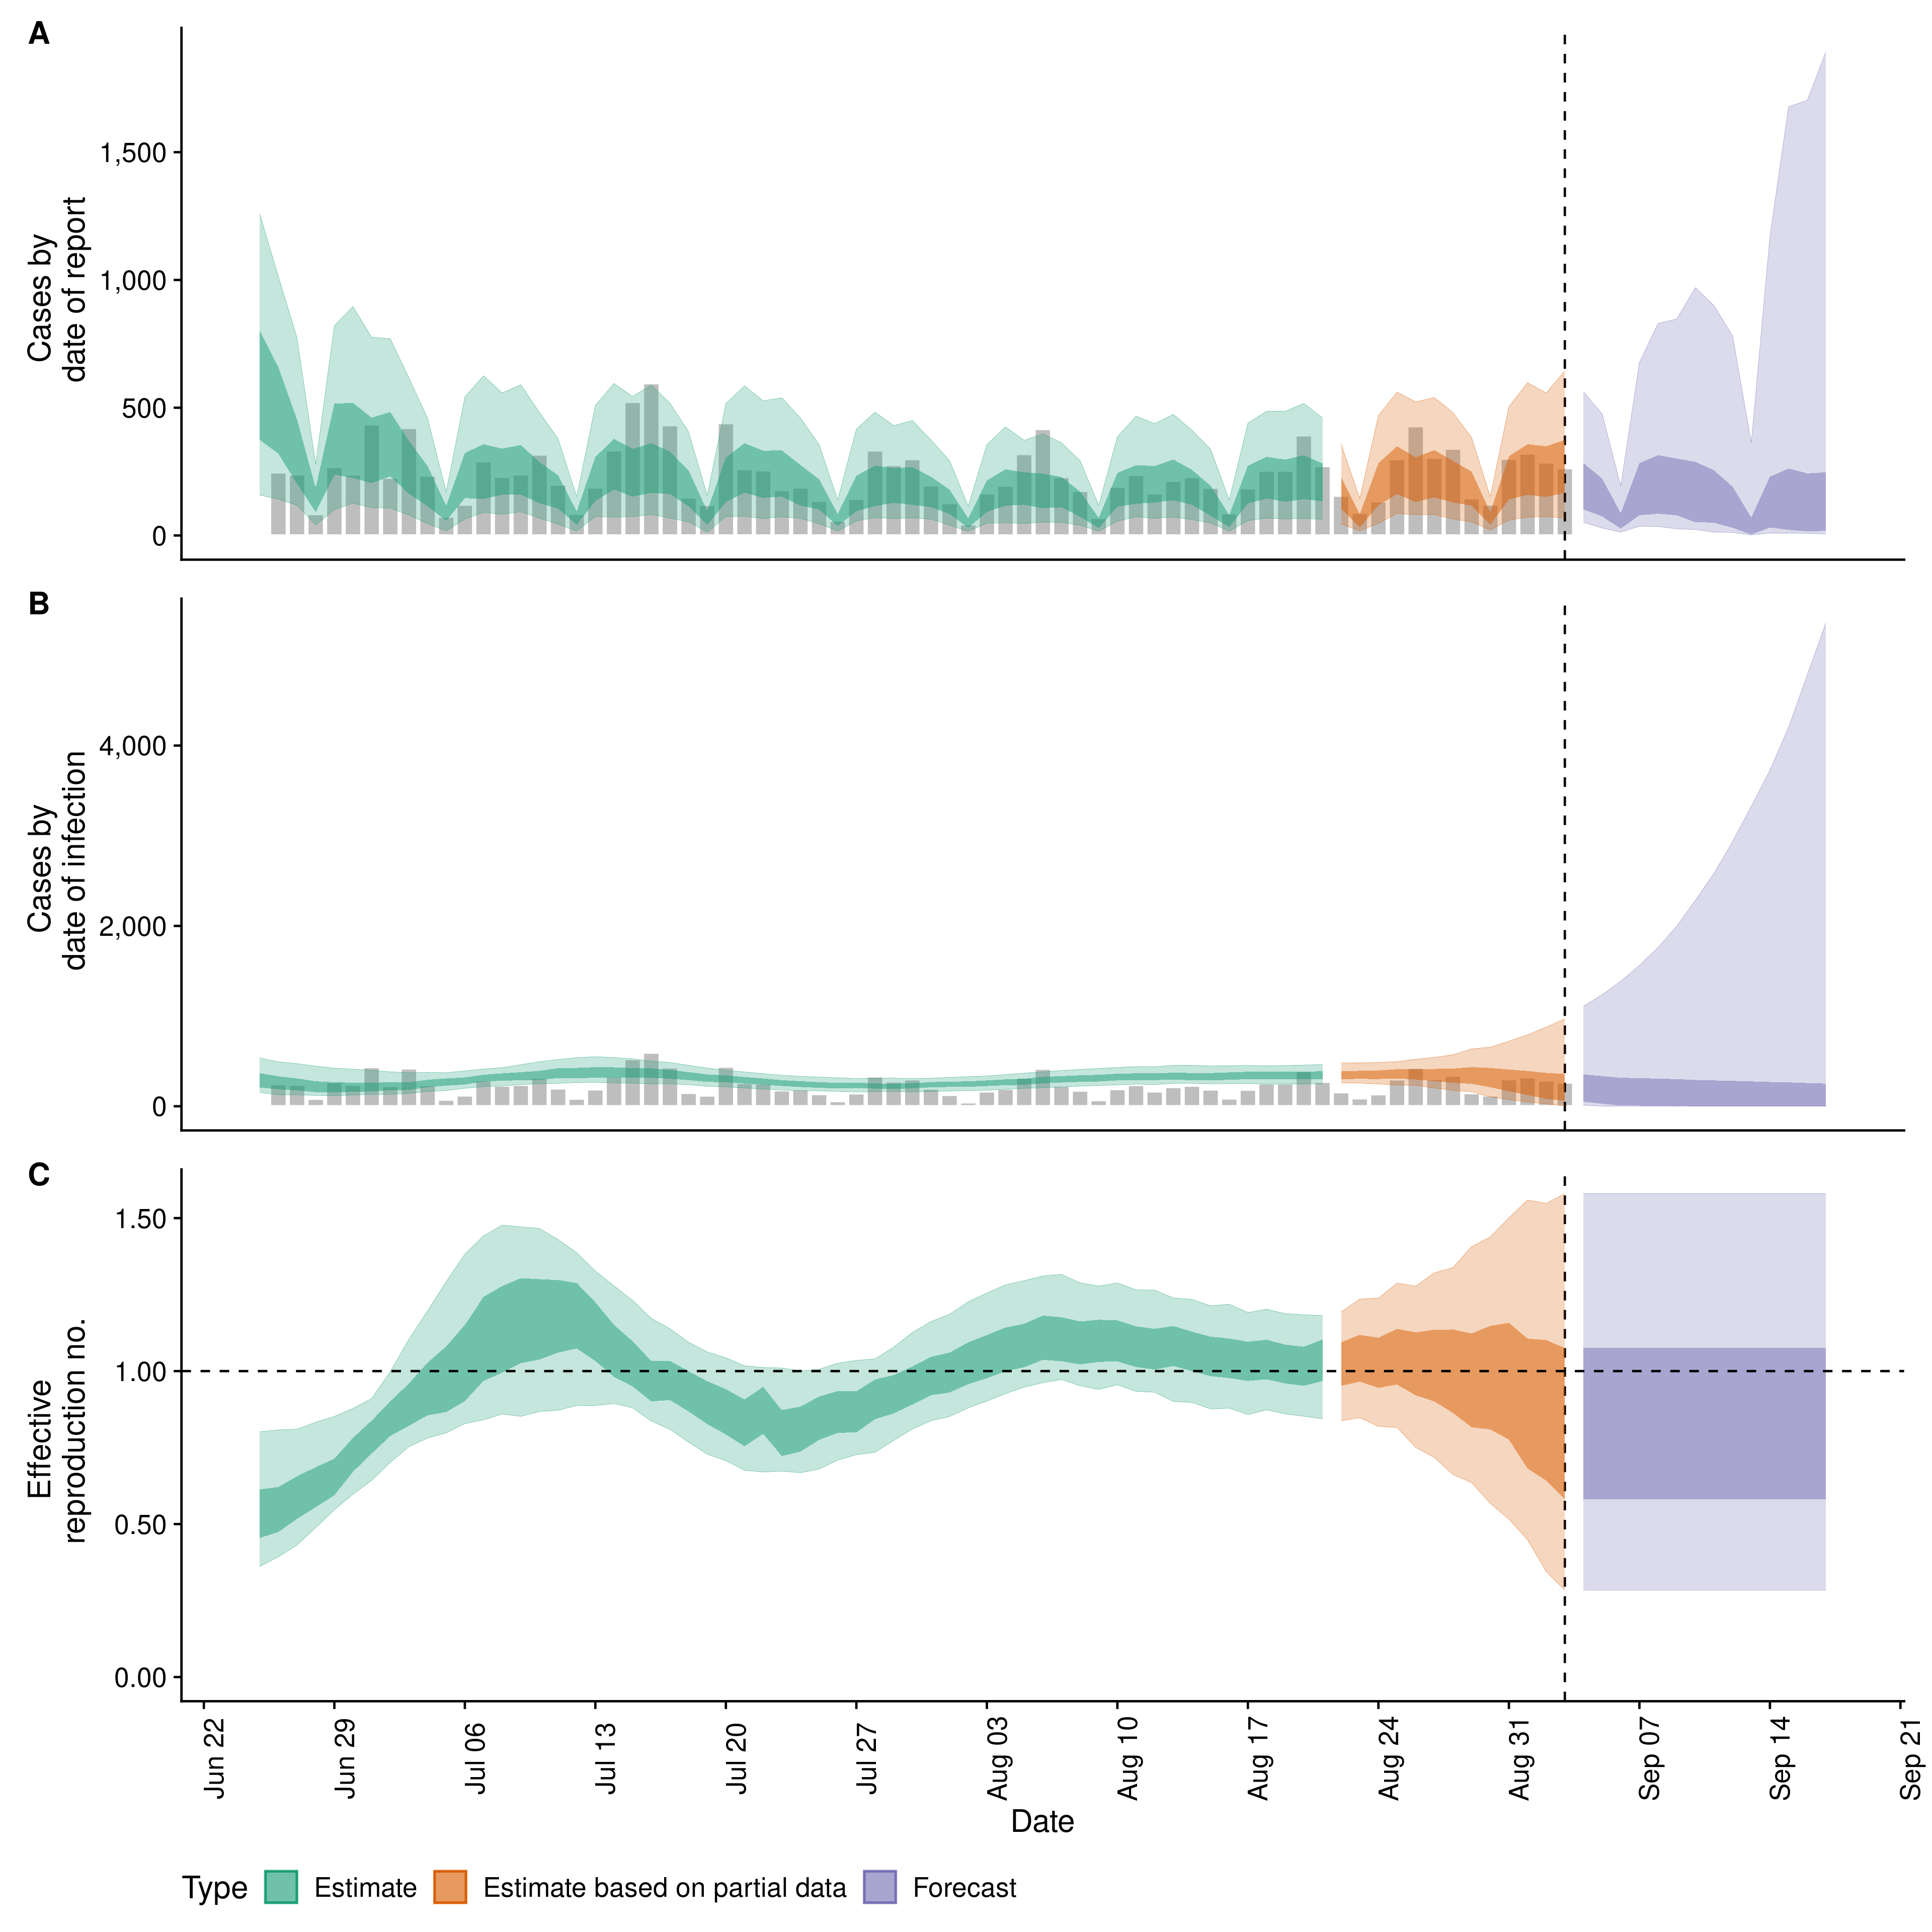 A
Cases by
date of report
1,500
1,000
500
0
B
Cases by
date of infection
4,000
2,000
0
C
Effective
reproduction no.
1.50
1.00
0.50
0.00
Jun 22
Jun 29
Jul 06
Jul 13
Jul 20
Jul 27
Aug 03
Aug 10
Aug 17
Aug 24
Aug 31
Sep 07
Sep 14
Sep 21
Date
Type Estimate Estimate based on partial data Forecast